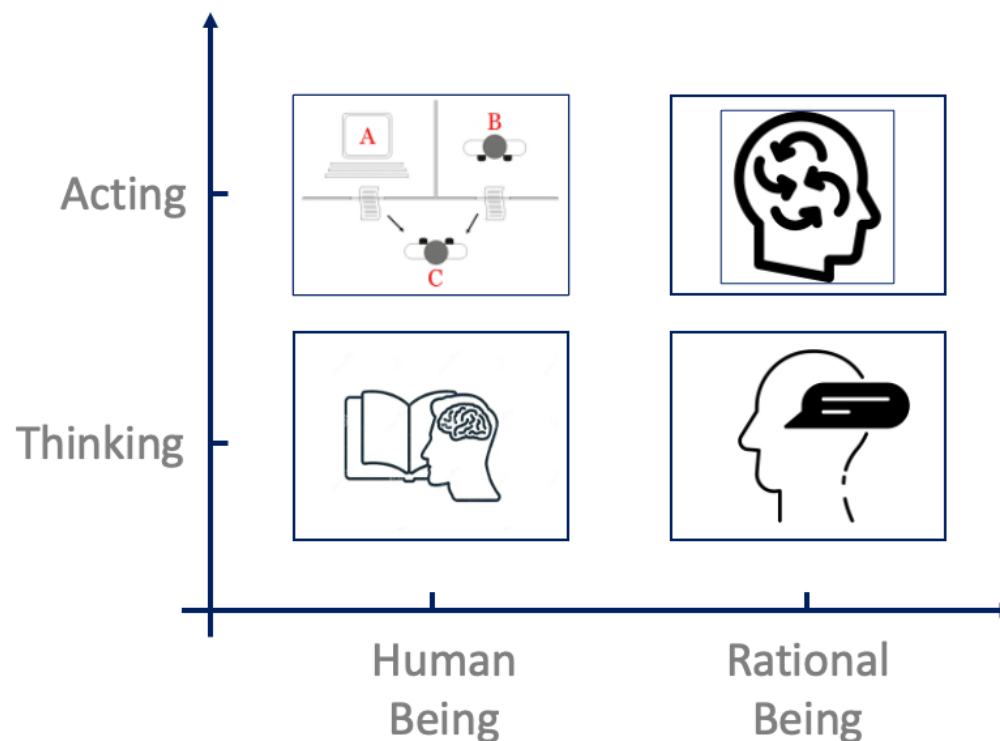 A
B
Acting
C
Thinking
Human
Being
Rational
Being